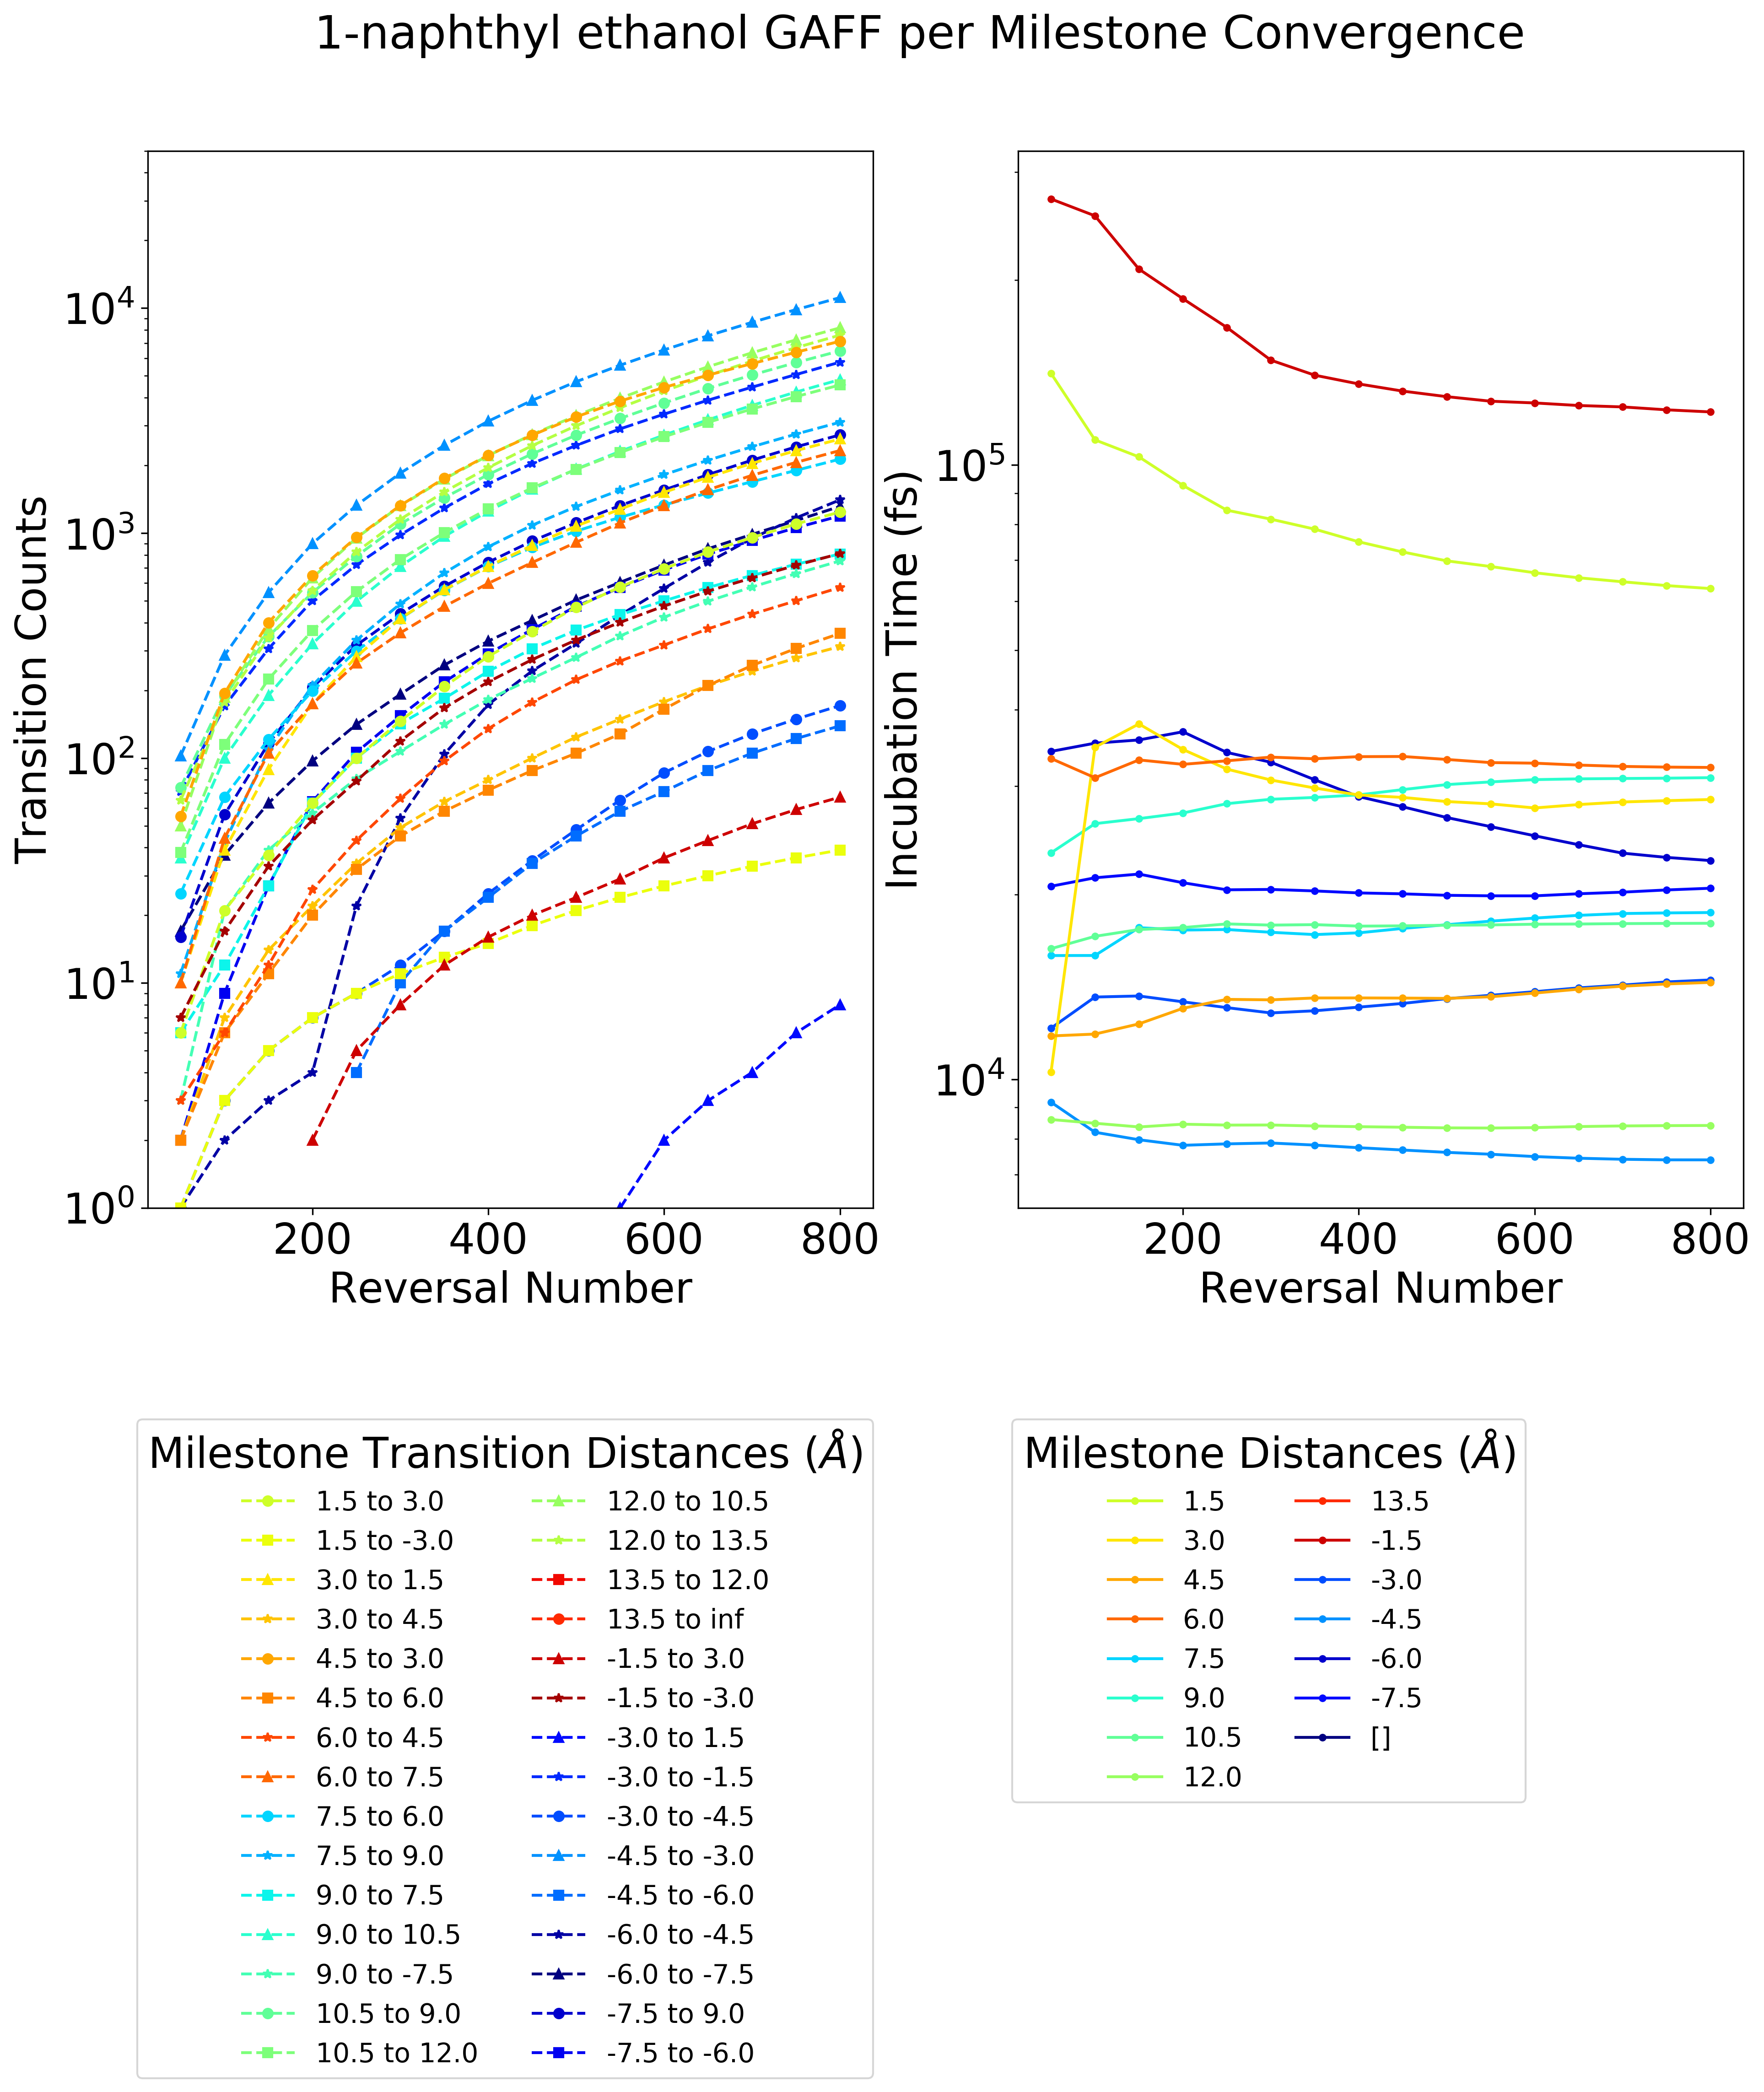 1-naphthyl ethanol GAFF per Milestone Convergence
Transition Counts
10^4
10^3
10^2
10^1
10^0
200 400 600 800
Reversal Number
Incubation Time (fs)
10^5
10^4
200 400 600 800
Reversal Number
Milestone Transition Distances (Å)
1.5 to 3.0
1.5 to -3.0
3.0 to 1.5
3.0 to 4.5
4.5 to 3.0
4.5 to 6.0
6.0 to 4.5
6.0 to 7.5
7.5 to 6.0
7.5 to 9.0
9.0 to 7.5
9.0 to 10.5
9.0 to -7.5
10.5 to 9.0
10.5 to 12.0
12.0 to 10.5
12.0 to 13.5
13.5 to 12.0
13.5 to inf
-1.5 to 3.0
-1.5 to -3.0
-3.0 to 1.5
-3.0 to -1.5
-3.0 to -4.5
-4.5 to -3.0
-4.5 to -6.0
-6.0 to -4.5
-6.0 to -7.5
-7.5 to 9.0
-7.5 to -6.0
Milestone Distances (Å)
1.5
3.0
4.5
6.0
7.5
9.0
10.5
12.0
13.5
-1.5
-3.0
-4.5
-6.0
-7.5
[]